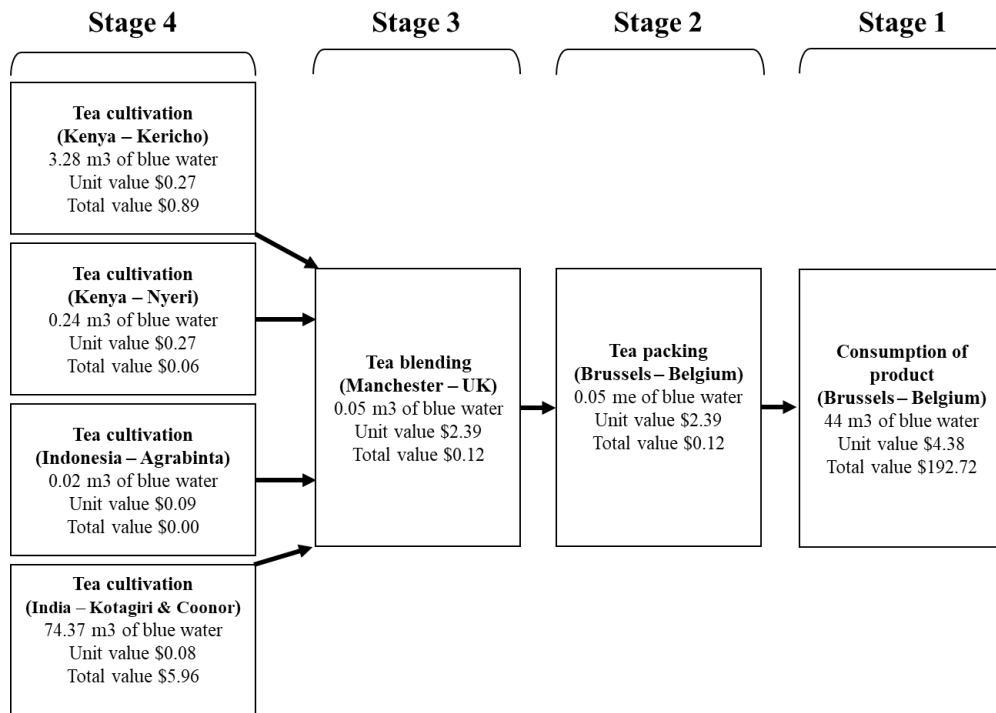 Stage 4
Stage 3
Stage 2
Stage 1
Tea cultivation
(Kenya – Kericho)
3.28 m3 of blue water
Unit value $0.27
Total value $0.89
Tea cultivation
(Kenya – Nyeri)
0.24 m3 of blue water
Unit value $0.27
Total value $0.06
Tea cultivation
(Indonesia – Agrabinta)
0.02 m3 of blue water
Unit value $0.09
Total value $0.00
Tea cultivation
(India – Kotagiri & Coonor)
74.37 m3 of blue water
Unit value $0.08
Total value $5.96
Tea blending
(Manchester – UK)
0.05 m3 of blue water
Unit value $2.39
Total value $0.12
Tea packing
(Brussels – Belgium)
0.05 me of blue water
Unit value $2.39
Total value $0.12
Consumption of
product
(Brussels – Belgium)
44 m3 of blue water
Unit value $4.38
Total value $192.72